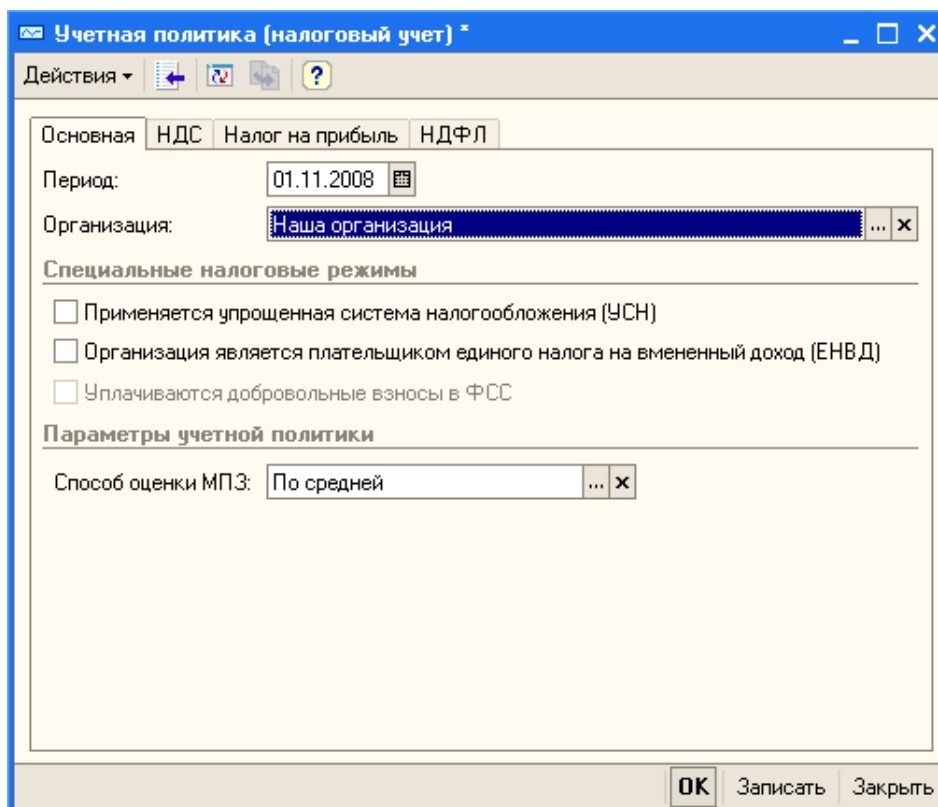 Учетная политика (налоговый учет) *
Действия
Основная НДС Налог на прибыль НДФЛ
Период: 01.11.2008
Организация: Наша организация ... x
Специальные налоговые режимы
Применяется упрощенная система налогообложения (УСН)
Организация является плательщиком единого налога на вмененный доход (ЕНВД)
Уплачиваются добровольные взносы в ФСС
Параметры учетной политики
Способ оценки МПЗ: По средней ... x
OK Записать Закрыть